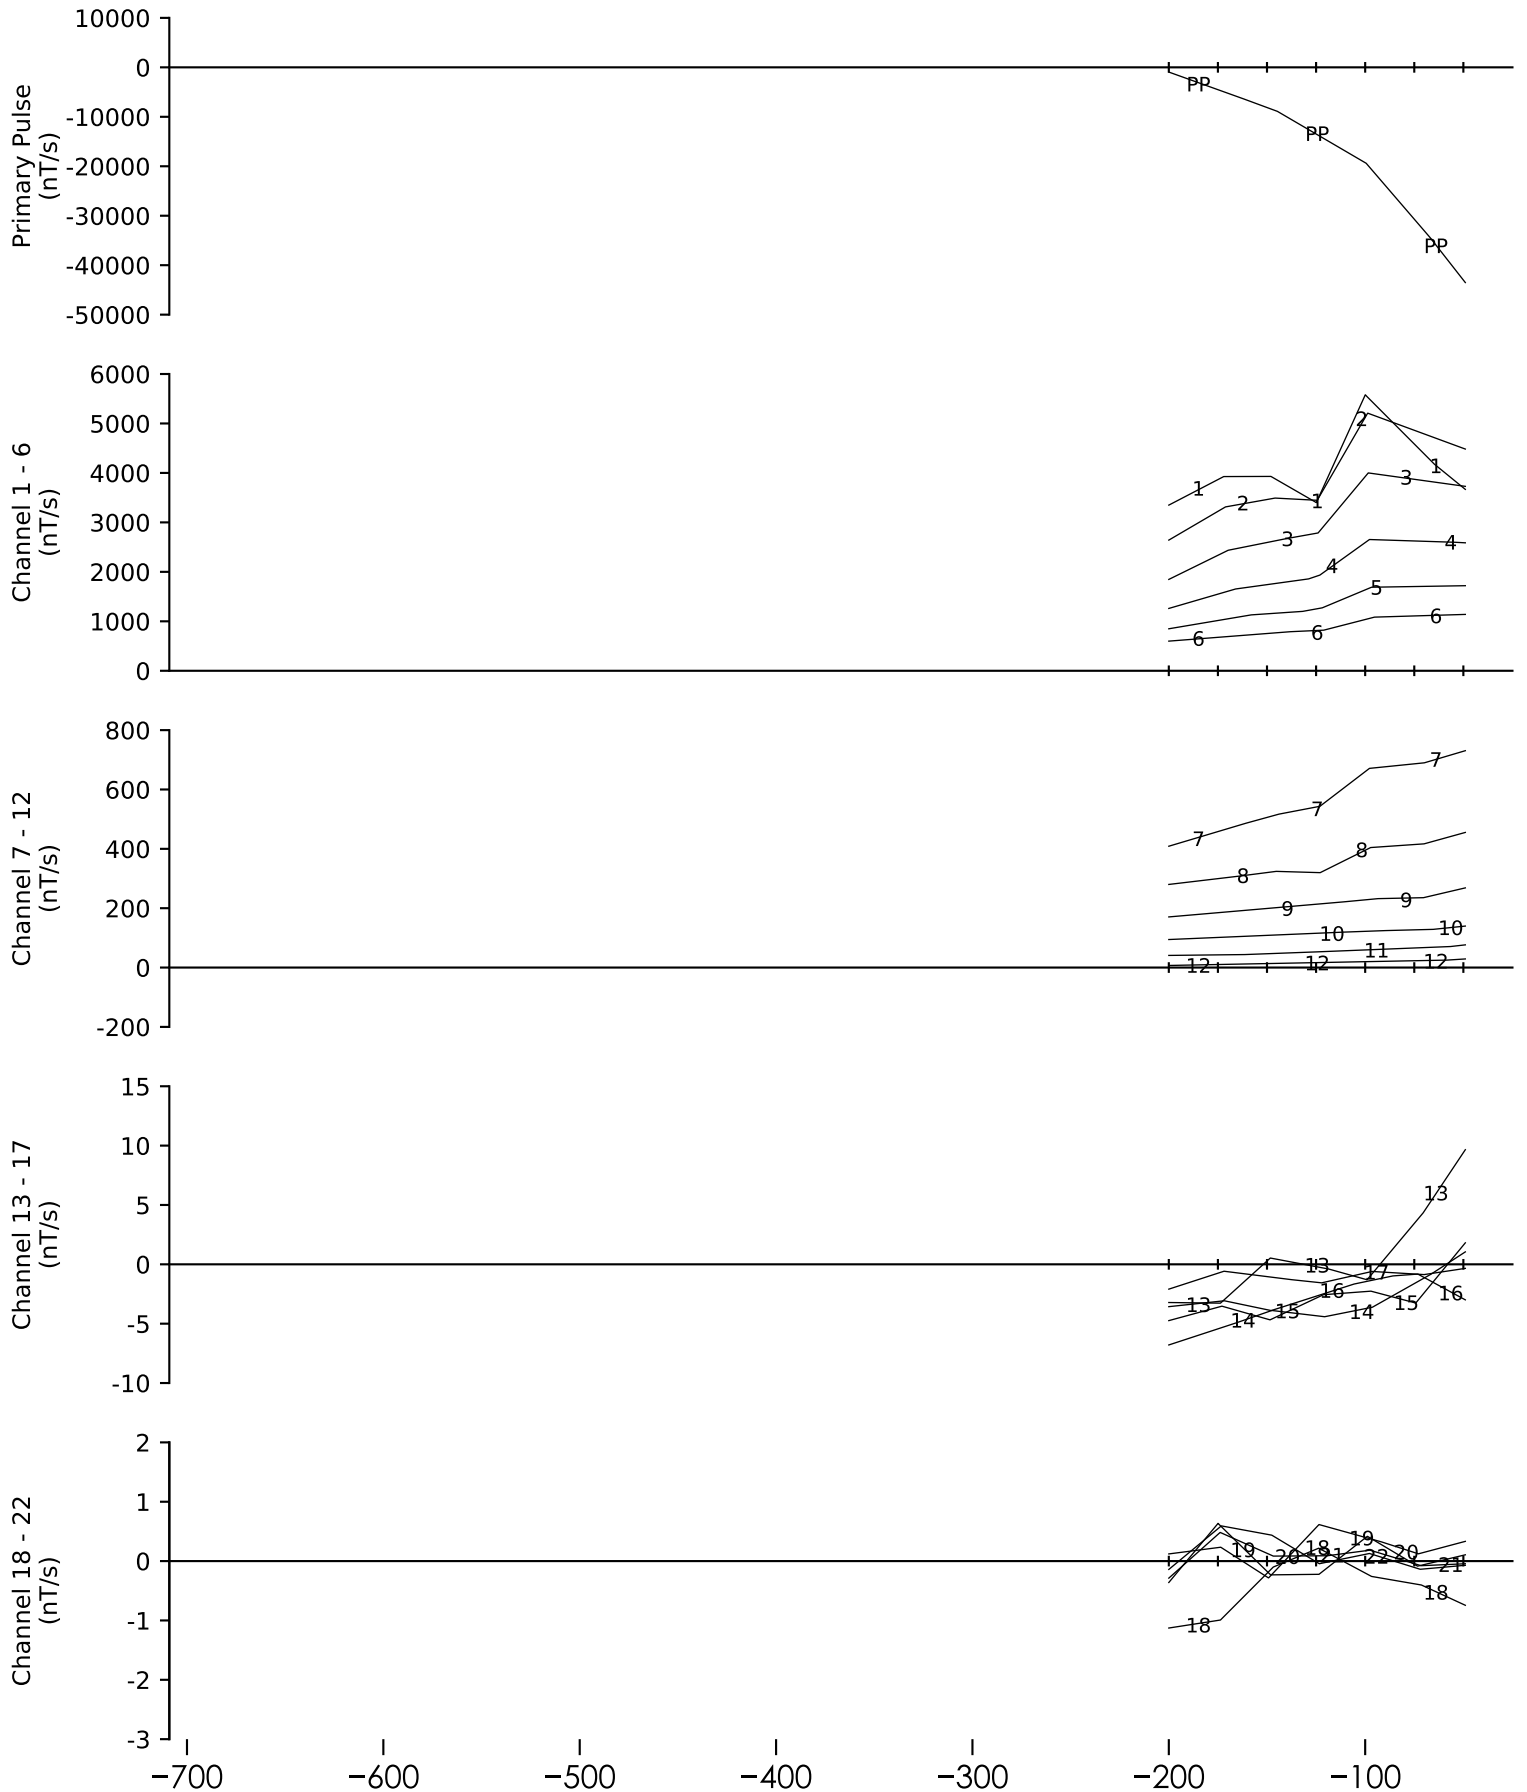 10000
0
-10000
-20000
-30000
-40000
-50000
Primary Pulse
(nT/s)
PP
PP
PP
6000
5000
4000
3000
2000
1000
0
Channel 1 - 6
(nT/s)
1 1 1
2 2
3 3
4 4
5
6 6 6
800
600
400
200
0
-200
Channel 7 - 12
(nT/s)
7 7 7
8 8
9 9
10 10
11
12 12 12
15
10
5
0
-5
-10
Channel 13 - 17
(nT/s)
13 13 13
14 14
15 15
16 16
17
2
1
0
-1
-2
-3
Channel 18 - 22
(nT/s)
18 18 18
19 19
20 20
21 21
22
−700 −600 −500 −400 −300 −200 −100